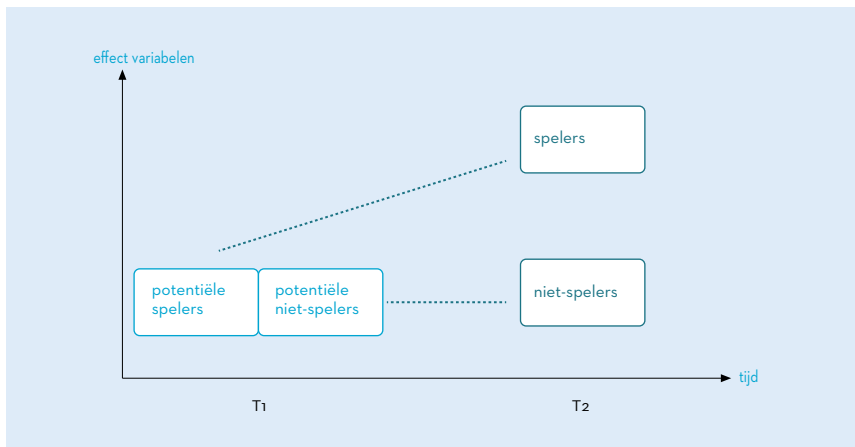 effect variabelen
spelers
potentiële
spelers
potentiële
niet-spelers
niet-spelers
tijd
T1
T2